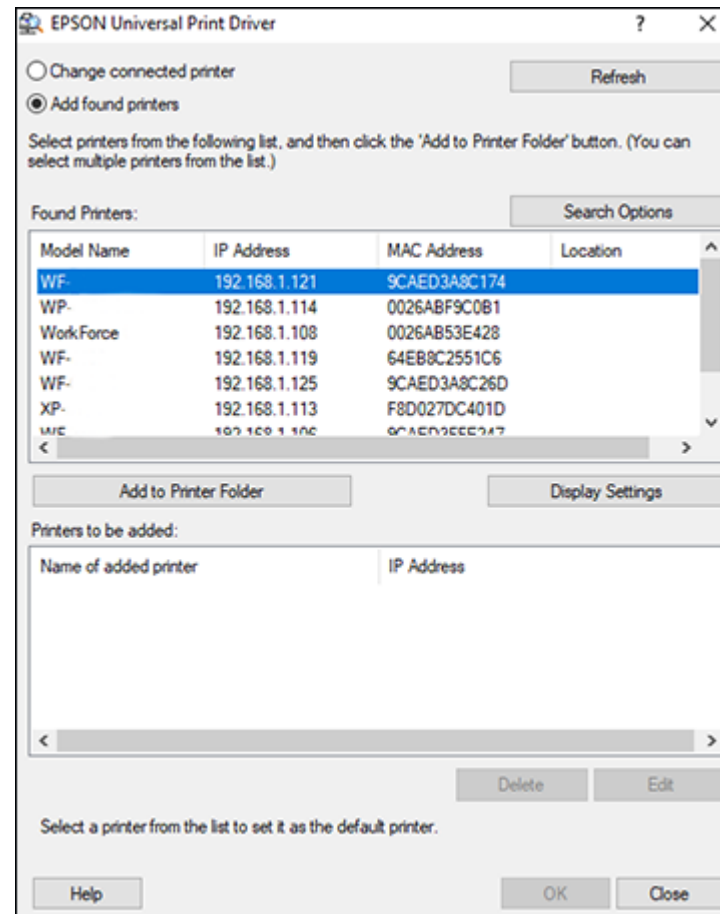 EPSON Universal Print Driver ?
Change connected printer
Refresh
Add found printers
Select printers from the following list, and then click the 'Add to Printer Folder' button. (You can
select multiple printers from the list.)
Found Printers:
Search Options
Model Name IP Address MAC Address Location
WF- 192.168.1.121 9CAED3A8C174
WP- 192.168.1.114 0026ABF9C0B1
WorkForce 192.168.1.108 0026AB53E428
WF- 192.168.1.119 64EB8C2551C6
WF- 192.168.1.125 9CAED3A8C26D
XP- 192.168.1.113 F8D027DC401D
Add to Printer Folder Display Settings
Printers to be added:
Name of added printer IP Address
Delete Edit
Select a printer from the list to set it as the default printer.
Help OK Close